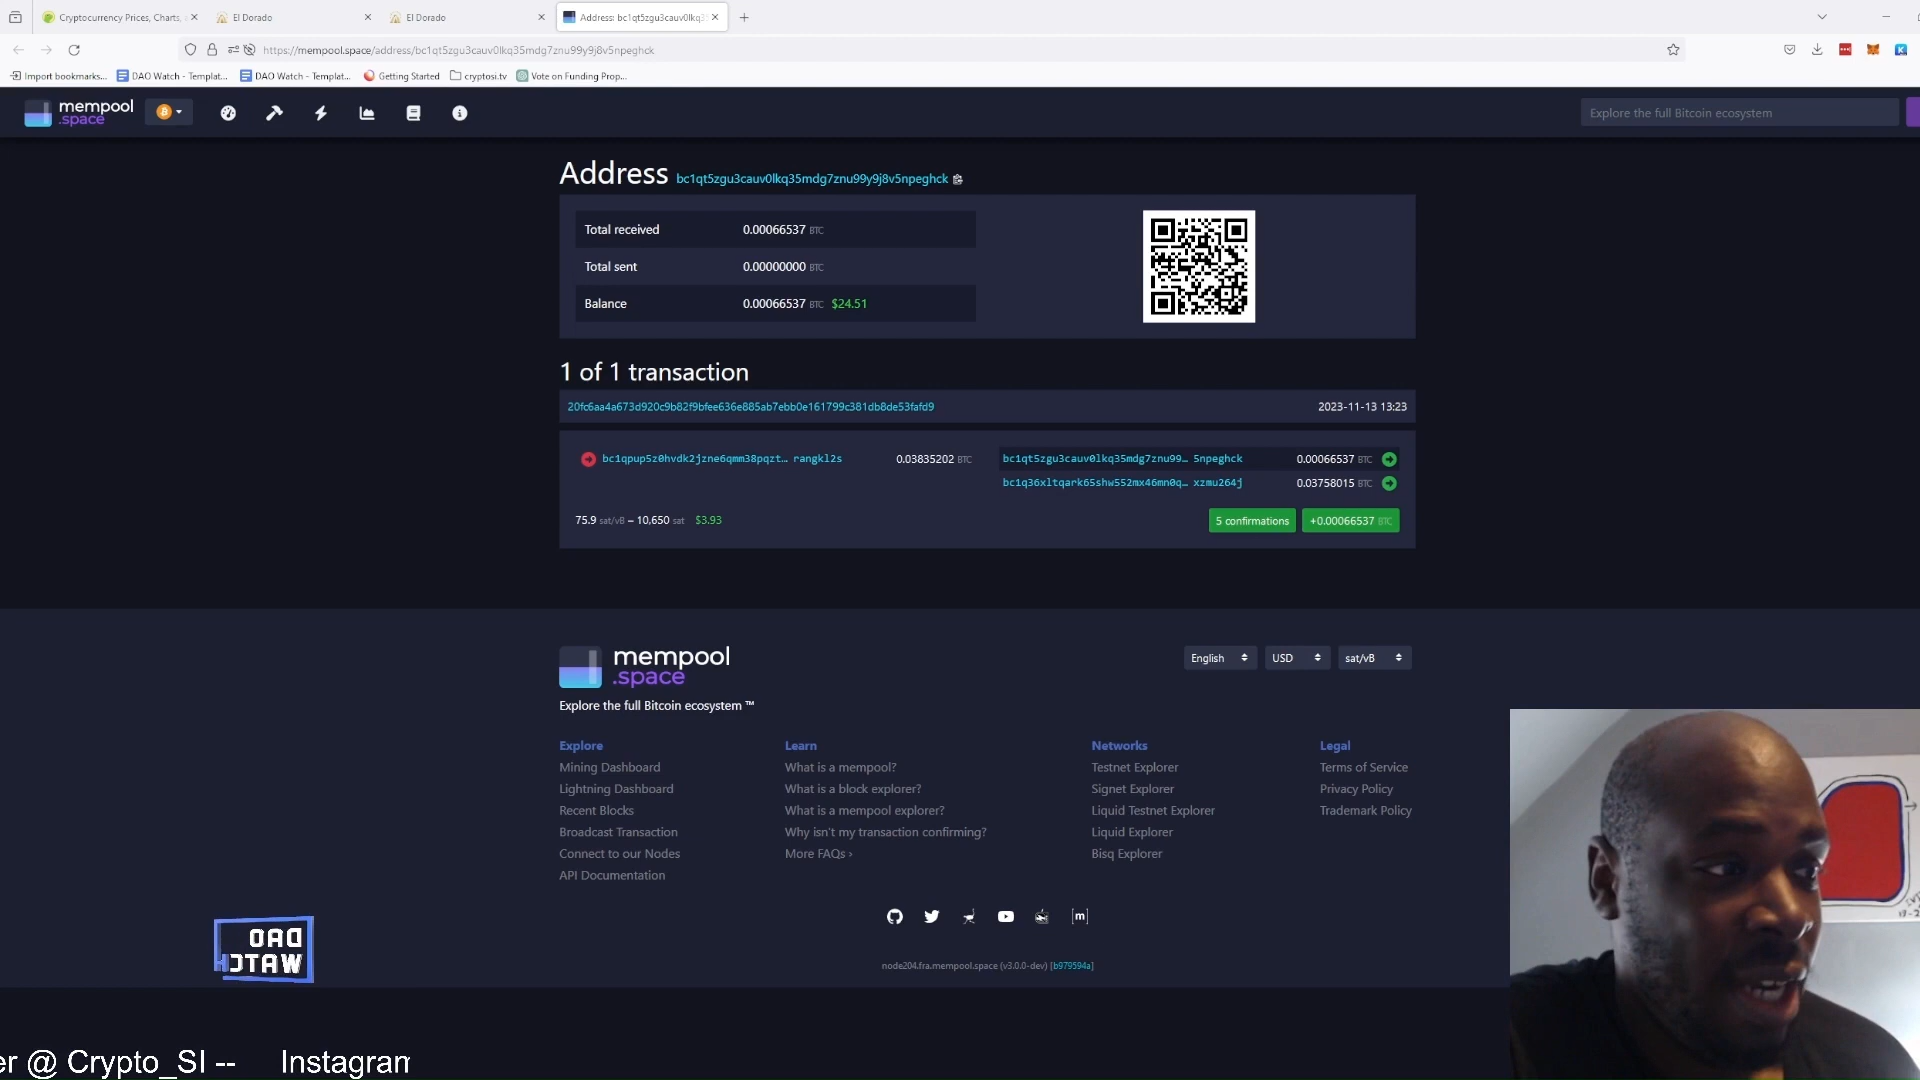 Cryptocurrency Prices, Charts,
El Dorado
El Dorado
Address: bc1qt5zgu3cauv0lkq35
https://mempool.space/address/bc1qt5zgu3cauv0lkq35mdg7znu99y9j8v5npeghck
Import bookmarks...
DAO Watch - Templat...
DAO Watch - Templat...
Getting Started
cryptosi.tv
Vote on Funding Prop...
mempool
.space
Explore the full Bitcoin ecosystem
Address bc1qt5zgu3cauv0lkq35mdg7znu99y9j8v5npeghck
Total received 0.00066537 BTC
Total sent 0.00000000 BTC
Balance 0.00066537 BTC $24.51
1 of 1 transaction
20fc6aa4a673d920c9b82f9bfee636e885ab7ebb0e161799c381db8de53fafd9 2023-11-13 13:23
bc1qpup5z0hvdk2jzne6qmm38pqzt… rangkl2s 0.03835202 BTC
bc1qt5zgu3cauv0lkq35mdg7znu99… 5npeghck 0.00066537 BTC
bc1q36xltqark65shw552mx46mn0q… xzmu264j 0.03758015 BTC
75.9 sat/vB – 10,650 sat $3.93
5 confirmations
+0.00066537 BTC
mempool
.space
Explore the full Bitcoin ecosystem ™
English
USD
sat/vB
Explore
Mining Dashboard
Lightning Dashboard
Recent Blocks
Broadcast Transaction
Connect to our Nodes
API Documentation
Learn
What is a mempool?
What is a block explorer?
What is a mempool explorer?
Why isn't my transaction confirming?
More FAQs ›
Networks
Testnet Explorer
Signet Explorer
Liquid Testnet Explorer
Liquid Explorer
Bisq Explorer
Legal
Terms of Service
Privacy Policy
Trademark Policy
[m]
node204.fra.mempool.space (v3.0.0-dev) [b979594a]
DAO
WATCH
er @ Crypto_SI -- Instagram